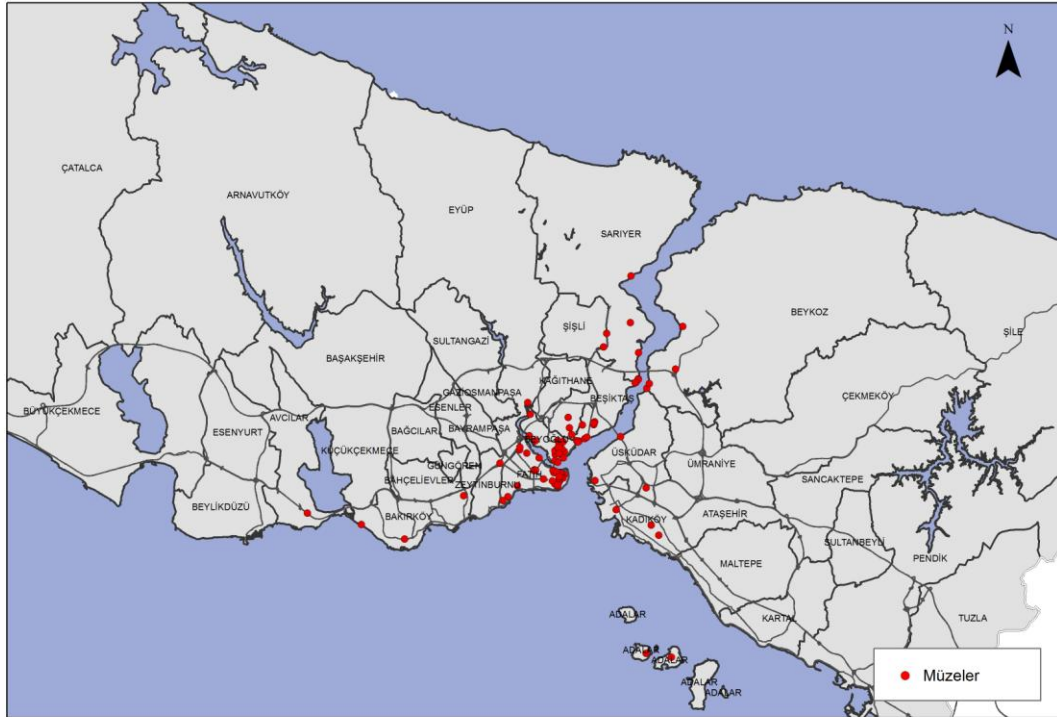 N
ÇATALCA
ARNAVUTKÖY
EYÜP
SARIYER
BEYKOZ
ŞİLE
ŞİŞLİ
SULTANGAZİ
BAŞAKŞEHİR
KAĞITHANE
GAZİOSMANPAŞA
BEŞİKTAŞ
ÇEKMEKÖY
BÜYÜKÇEKMECE
AVCILAR
ESENLER
ESENYURT
BAĞCILAR
BAYRAMPAŞA
BEYOĞLU
KÜÇÜKÇEKMECE
ÜSKÜDAR
ÜMRANİYE
GÜNGÖREN
FATİH
SANCAKTEPE
BAHÇELİEVLER
ZEYTİNBURNU
BEYLİKDÜZÜ
BAKIRKÖY
KADIKÖY
ATAŞEHİR
SULTANBEYLİ
PENDİK
MALTEPE
ADALAR
KARTAL
TUZLA
ADALAR
ADALAR
ADALAR
ADALAR
Müzeler